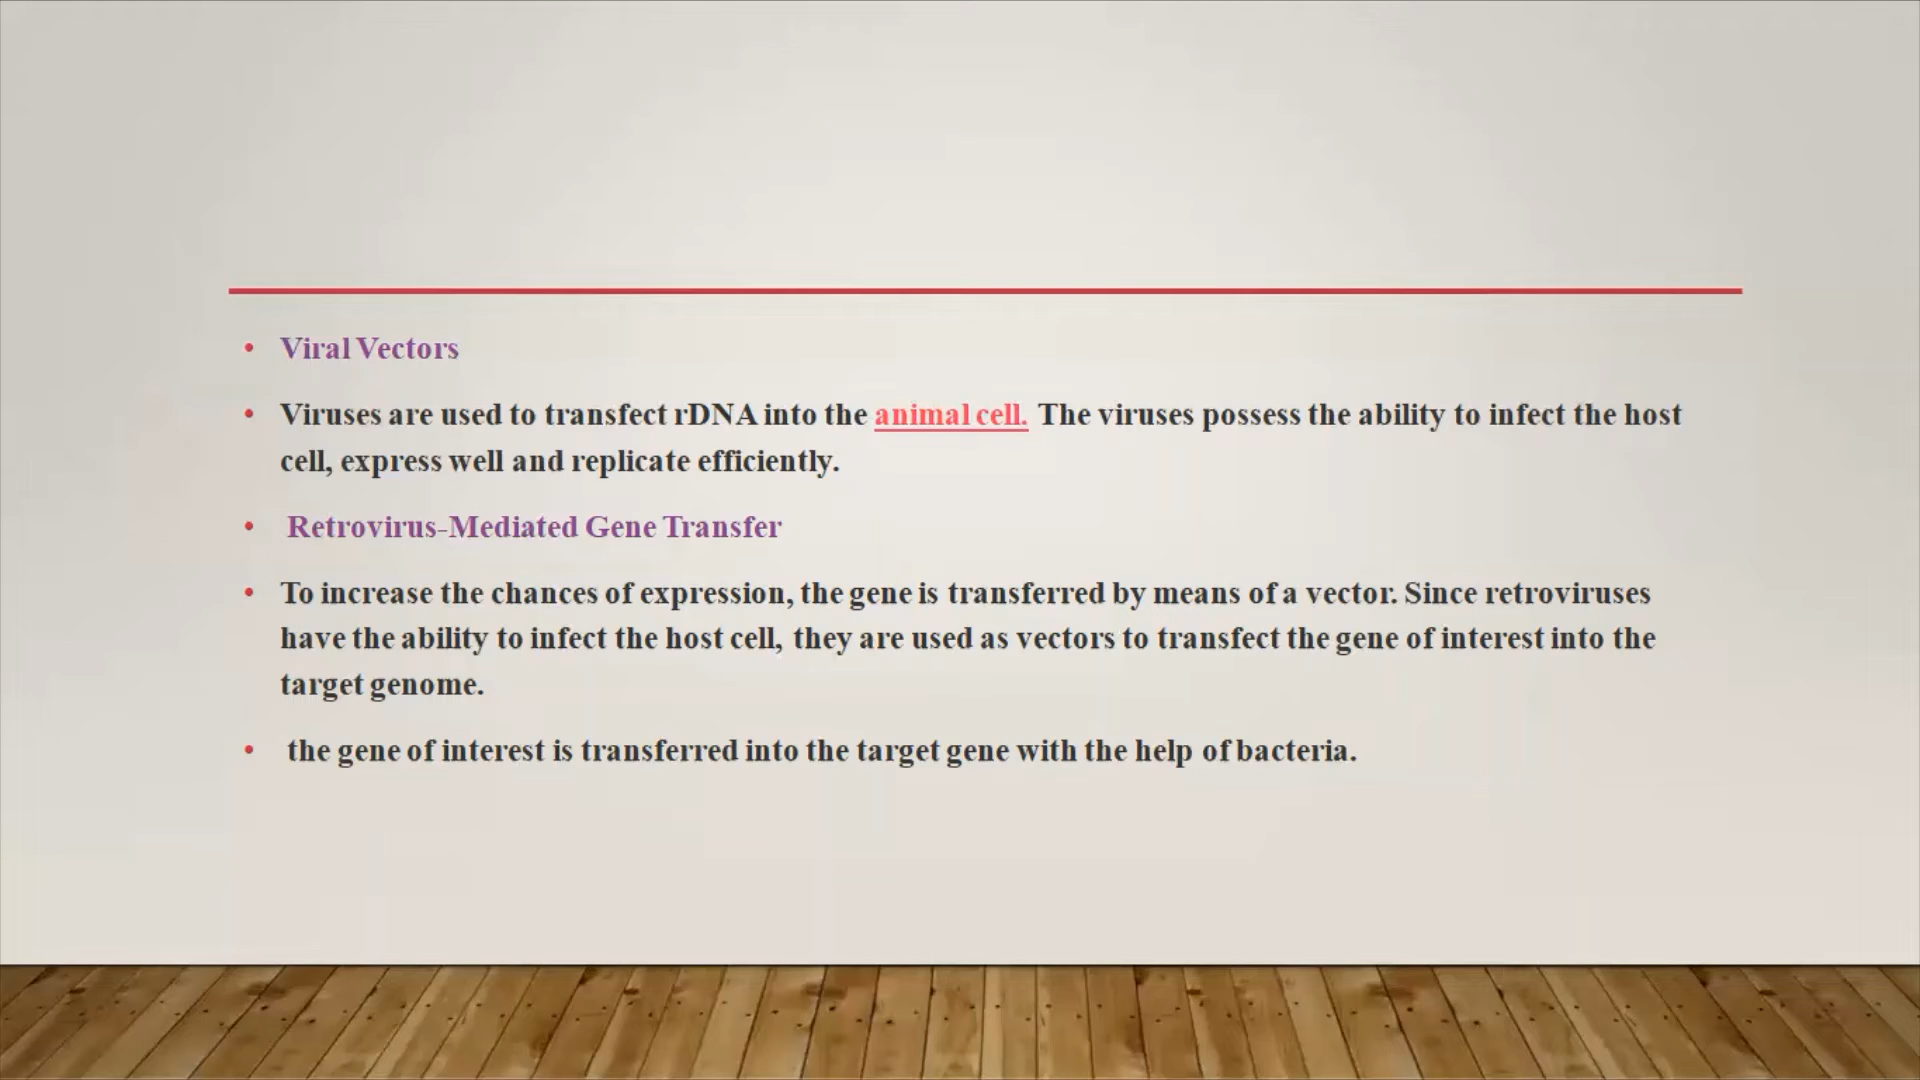 • Viral Vectors
• Viruses are used to transfect rDNA into the animal cell. The viruses possess the ability to infect the host
cell, express well and replicate efficiently.
• Retrovirus-Mediated Gene Transfer
• To increase the chances of expression, the gene is transferred by means of a vector. Since retroviruses
have the ability to infect the host cell, they are used as vectors to transfect the gene of interest into the
target genome.
• the gene of interest is transferred into the target gene with the help of bacteria.